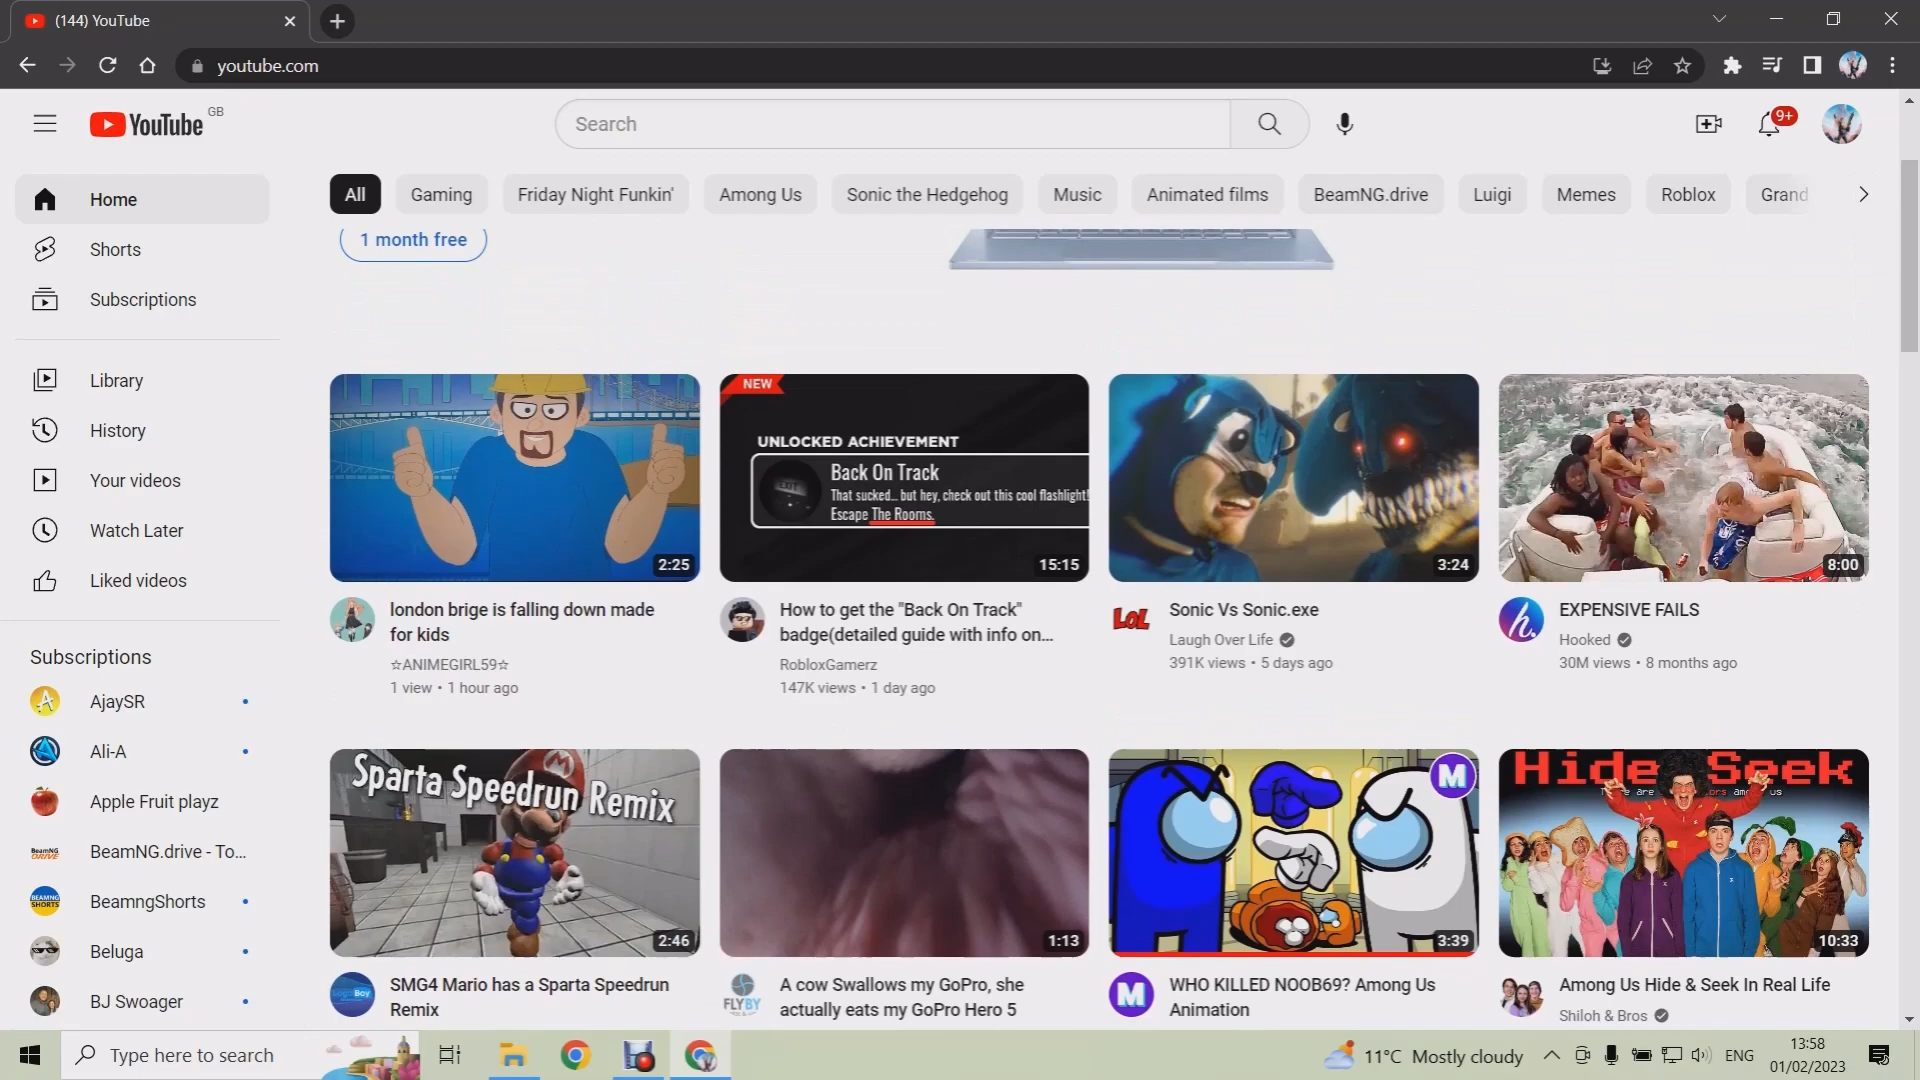 (144) YouTube
youtube.com
YouTube GB
Search
9+
Home
Shorts
Subscriptions
Library
History
Your videos
Watch Later
Liked videos
Subscriptions
AjaySR
Ali-A
Apple Fruit playz
BeamNG DRIVE
BeamNG.drive - To...
BEAMNG SHORTS
BeamngShorts
Beluga
BJ Swoager
All
Gaming
Friday Night Funkin'
Among Us
Sonic the Hedgehog
Music
Animated films
BeamNG.drive
Luigi
Memes
Roblox
Grand
1 month free
2:25
london brige is falling down made
for kids
☆ANIMEGIRL59☆
1 view • 1 hour ago
NEW
UNLOCKED ACHIEVEMENT
Back On Track
That sucked... but hey, check out this cool flashlight!
Escape The Rooms.
15:15
How to get the "Back On Track"
badge(detailed guide with info on...
RobloxGamerz
147K views • 1 day ago
3:24
LOL
Sonic Vs Sonic.exe
Laugh Over Life
391K views • 5 days ago
8:00
h.
EXPENSIVE FAILS
Hooked
30M views • 8 months ago
Sparta Speedrun Remix
2:46
SMG4 Mario has a Sparta Speedrun
Remix
1:13
FLYBY
A cow Swallows my GoPro, she
actually eats my GoPro Hero 5
M
3:39
M
WHO KILLED NOOB69? Among Us
Animation
Hide Seek
10:33
Among Us Hide & Seek In Real Life
Shiloh & Bros
Type here to search
11°C Mostly cloudy
ENG
13:58
01/02/2023